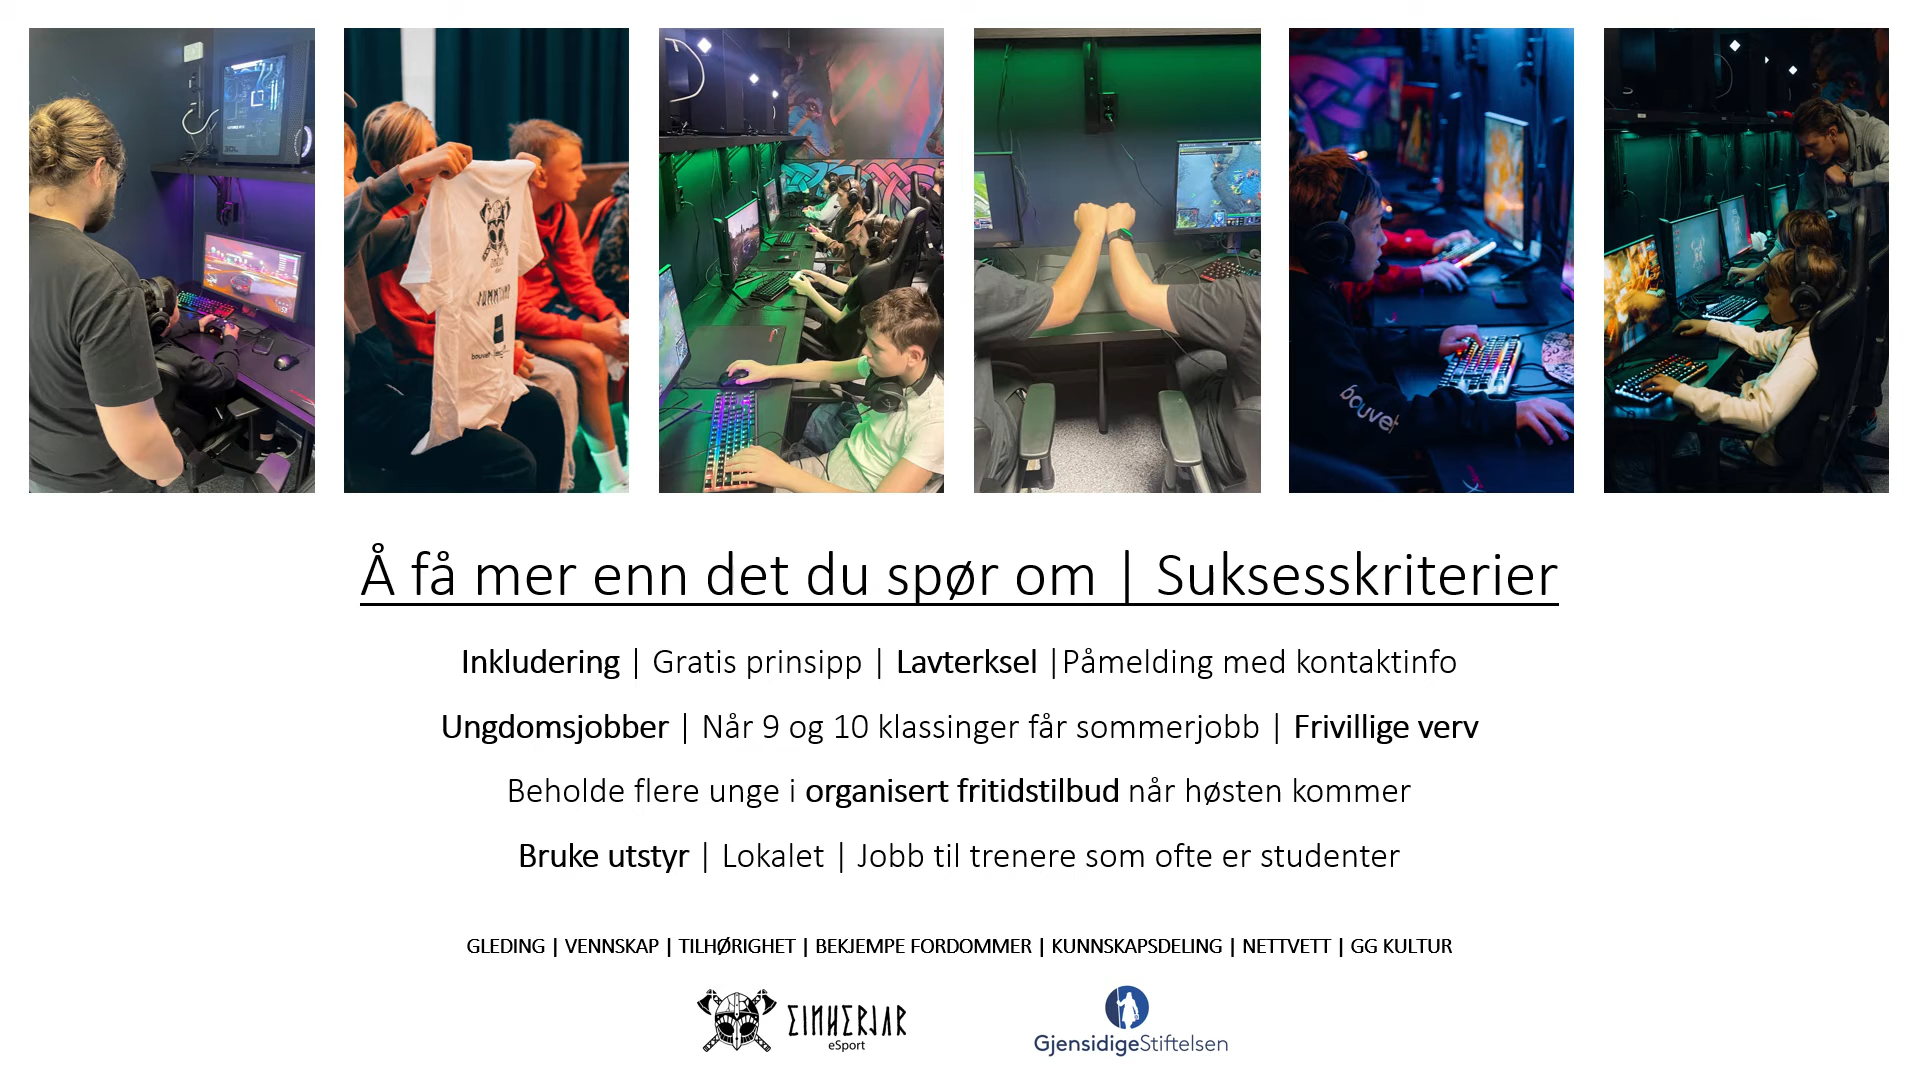 bouvet
bouvet
Å få mer enn det du spør om | Suksesskriterier
Inkludering | Gratis prinsipp | Lavterksel |Påmelding med kontaktinfo
Ungdomsjobber | Når 9 og 10 klassinger får sommerjobb | Frivillige verv
Beholde flere unge i organisert fritidstilbud når høsten kommer
Bruke utstyr | Lokalet | Jobb til trenere som ofte er studenter
GLEDING | VENNSKAP | TILHØRIGHET | BEKJEMPE FORDOMMER | KUNNSKAPSDELING | NETTVETT | GG KULTUR
EINHERJAR
eSport
GjensidigeStiftelsen